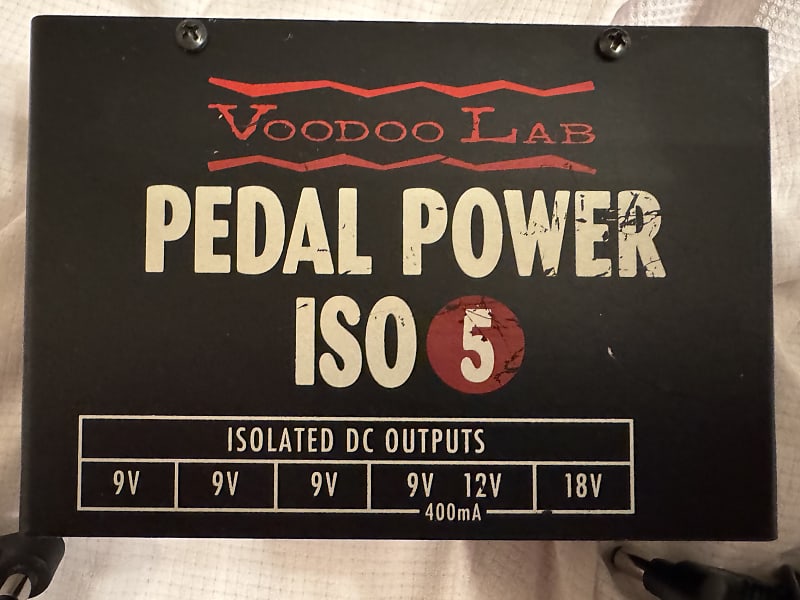 VOODOO LAB
PEDAL POWER
ISO 5
ISOLATED DC OUTPUTS
9V 9V 9V 9V 12V 18V
400mA